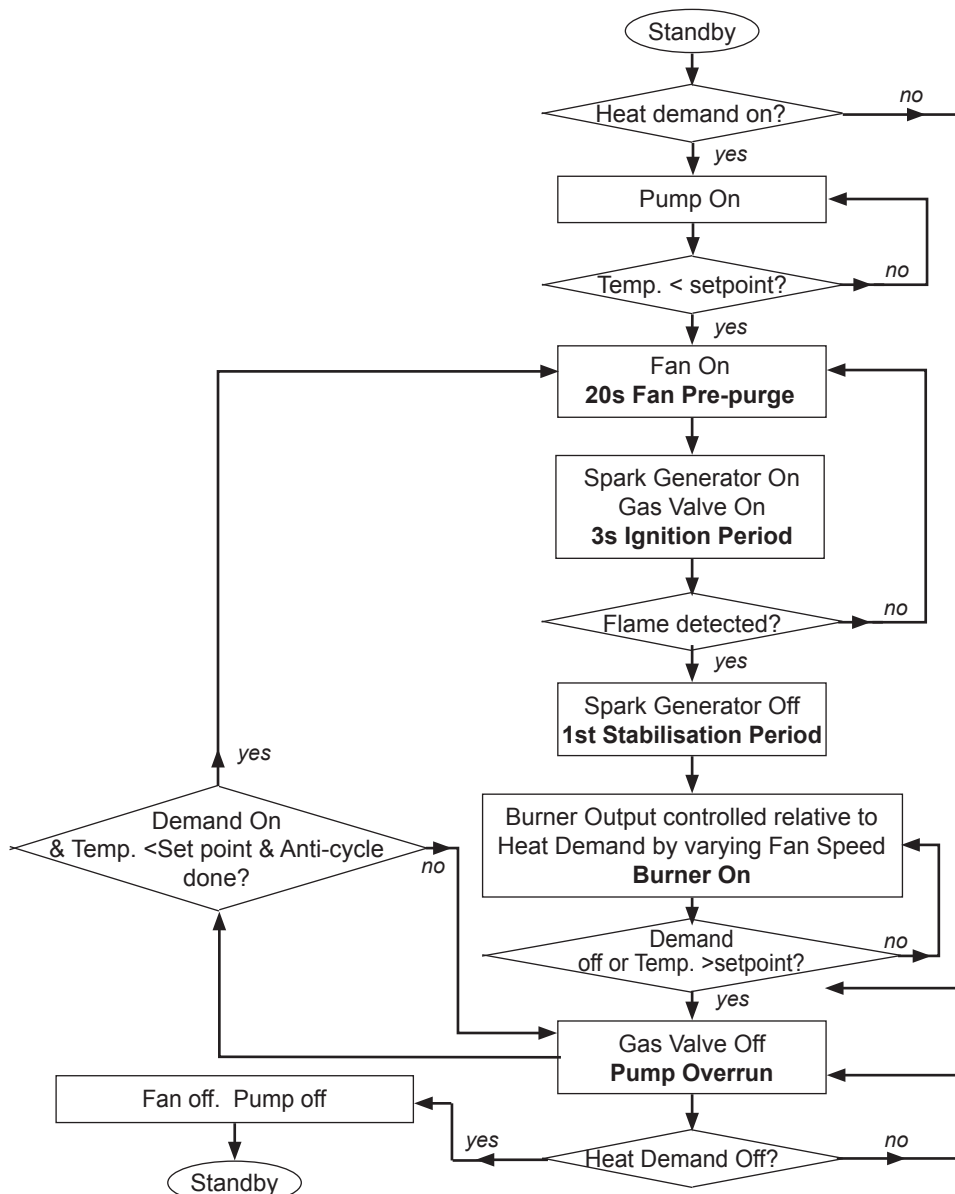 Standby
Heat demand on?
no
yes
Pump On
Temp. < setpoint?
no
yes
Fan On
20s Fan Pre-purge
Spark Generator On
Gas Valve On
3s Ignition Period
Flame detected?
no
yes
Spark Generator Off
1st Stabilisation Period
yes
Demand On
& Temp. <Set point & Anti-cycle
done?
no
Burner Output controlled relative to
Heat Demand by varying Fan Speed
Burner On
Demand
off or Temp. >setpoint?
no
yes
Gas Valve Off
Pump Overrun
Fan off. Pump off
yes
Heat Demand Off?
no
Standby